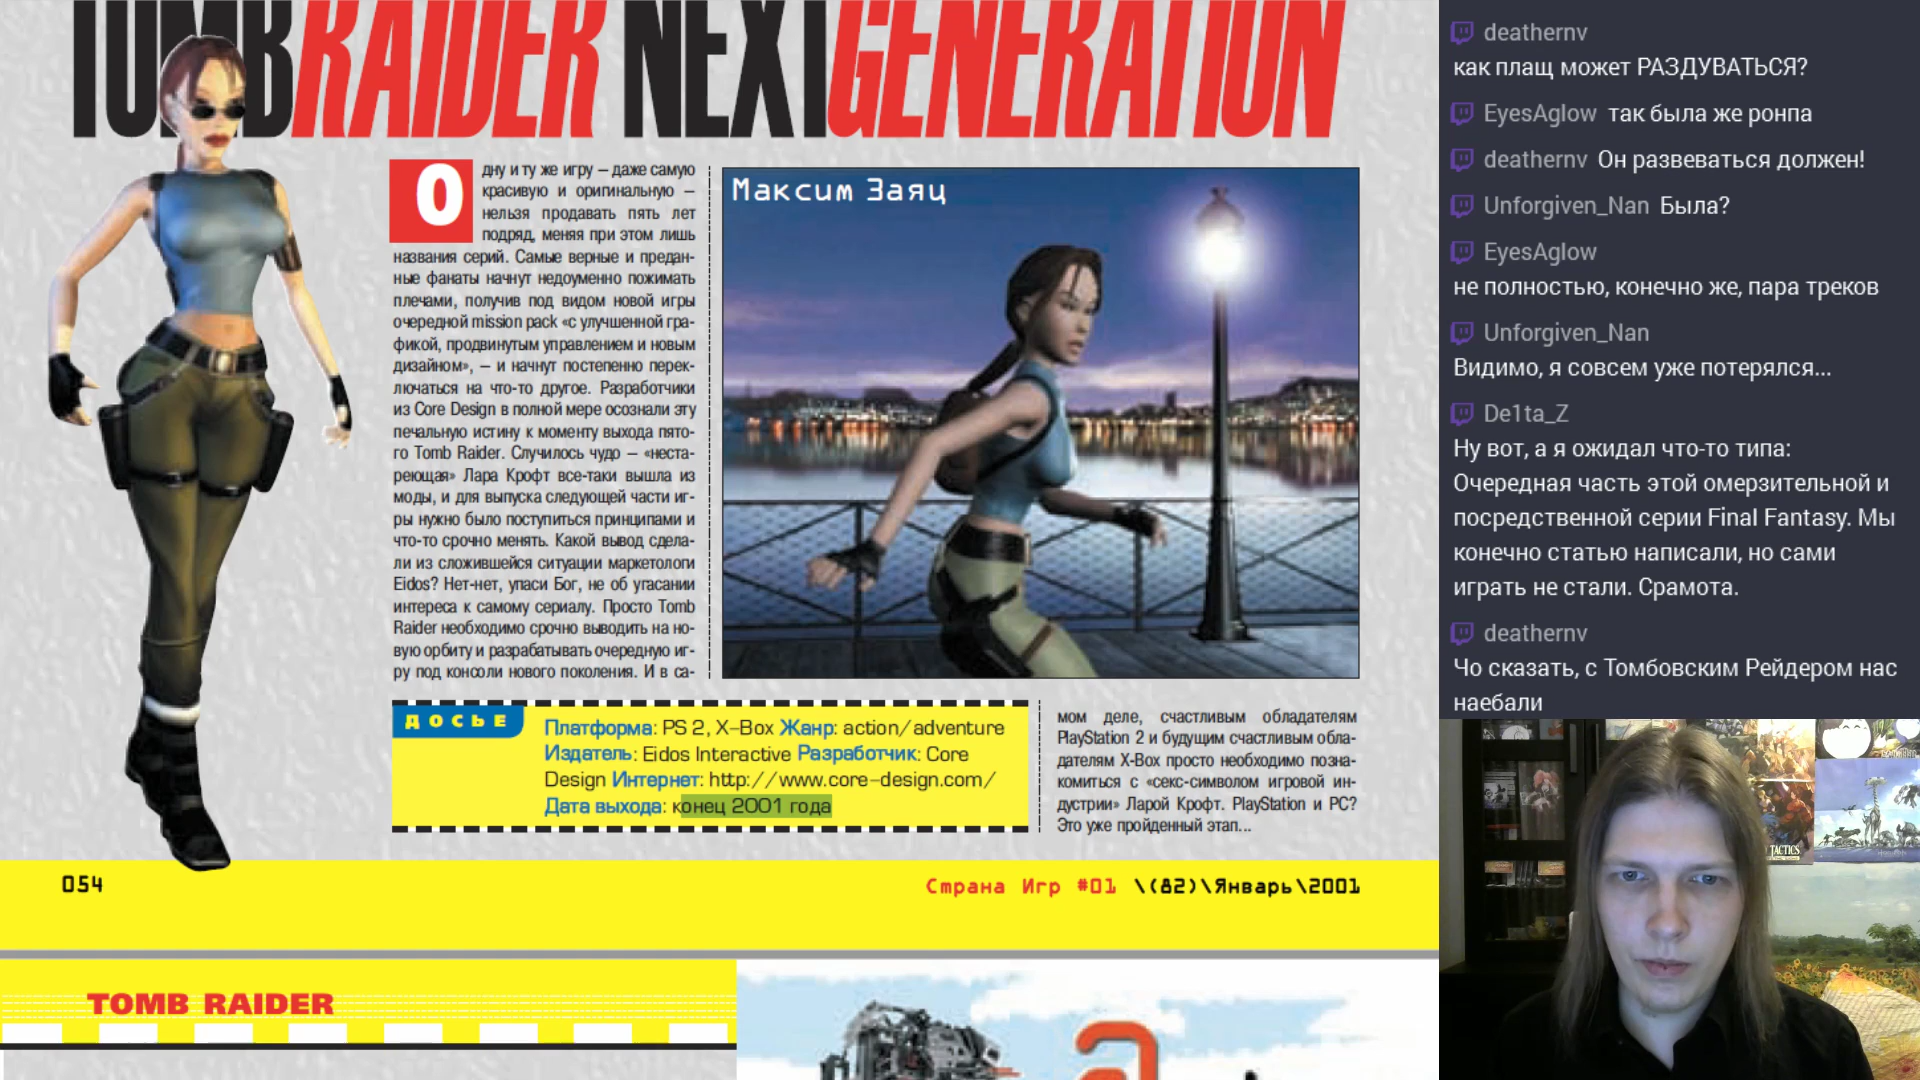 TOMB RAIDER NEXT GENERATION
Одну и ту же игру – даже самую
красивую и оригинальную –
нельзя продавать пять лет
подряд, меняя при этом лишь
названия серий. Самые верные и предан-
ные фанаты начнут недоуменно пожимать
плечами, получив под видом новой игры
очередной mission pack «с улучшенной гра-
фикой, продвинутым управлением и новым
дизайном», – и начнут постепенно перек-
лючаться на что-то другое. Разработчики
из Core Design в полной мере осознали эту
печальную истину к моменту выхода пято-
го Tomb Raider. Случилось чудо – «неста-
реющая» Лара Крофт все-таки вышла из
моды, и для выпуска следующей части иг-
ры нужно было поступиться принципами и
что-то срочно менять. Какой вывод сдела-
ли из сложившейся ситуации маркетологи
Eidos? Нет-нет, упаси Бог, не об угасании
интереса к самому сериалу. Просто Tomb
Raider необходимо срочно выводить на но-
вую орбиту и разрабатывать очередную иг-
ру под консоли нового поколения. И в са-
Максим Заяц
ДОСЬЕ
Платформа: PS 2, X-Box Жанр: action/adventure
Издатель: Eidos Interactive Разработчик: Core
Design Интернет: http://www.core-design.com/
Дата выхода: конец 2001 года
мом деле, счастливым обладателям
PlayStation 2 и будущим счастливым обла-
дателям X-Box просто необходимо позна-
комиться с «секс-символом игровой ин-
дустрии» Ларой Крофт. PlayStation и PC?
Это уже пройденный этап...
054
Страна Игр #01 \(82)\Январь\2001
TOMB RAIDER
deathernv
как плащ может РАЗДУВАТЬСЯ?
EyesAglow так была же ронпа
deathernv Он развеваться должен!
Unforgiven_Nan Была?
EyesAglow
не полностью, конечно же, пара треков
Unforgiven_Nan
Видимо, я совсем уже потерялся...
De1ta_Z
Ну вот, а я ожидал что-то типа:
Очередная часть этой омерзительной и
посредственной серии Final Fantasy. Мы
конечно статью написали, но сами
играть не стали. Срамота.
deathernv
Чо сказать, с Томбовским Рейдером нас
наебали
TACTICS